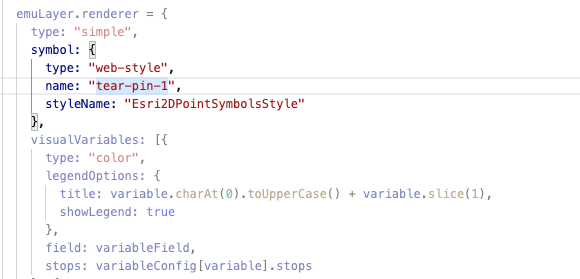 emuLayer.renderer = {
type: "simple",
symbol: {
type: "web-style",
name: "tear-pin-1",
styleName: "Esri2DPointSymbolsStyle"
},
visualVariables: [{
type: "color",
legendOptions: {
title: variable.charAt(0).toUpperCase() + variable.slice(1),
showLegend: true
},
field: variableField,
stops: variableConfig[variable].stops